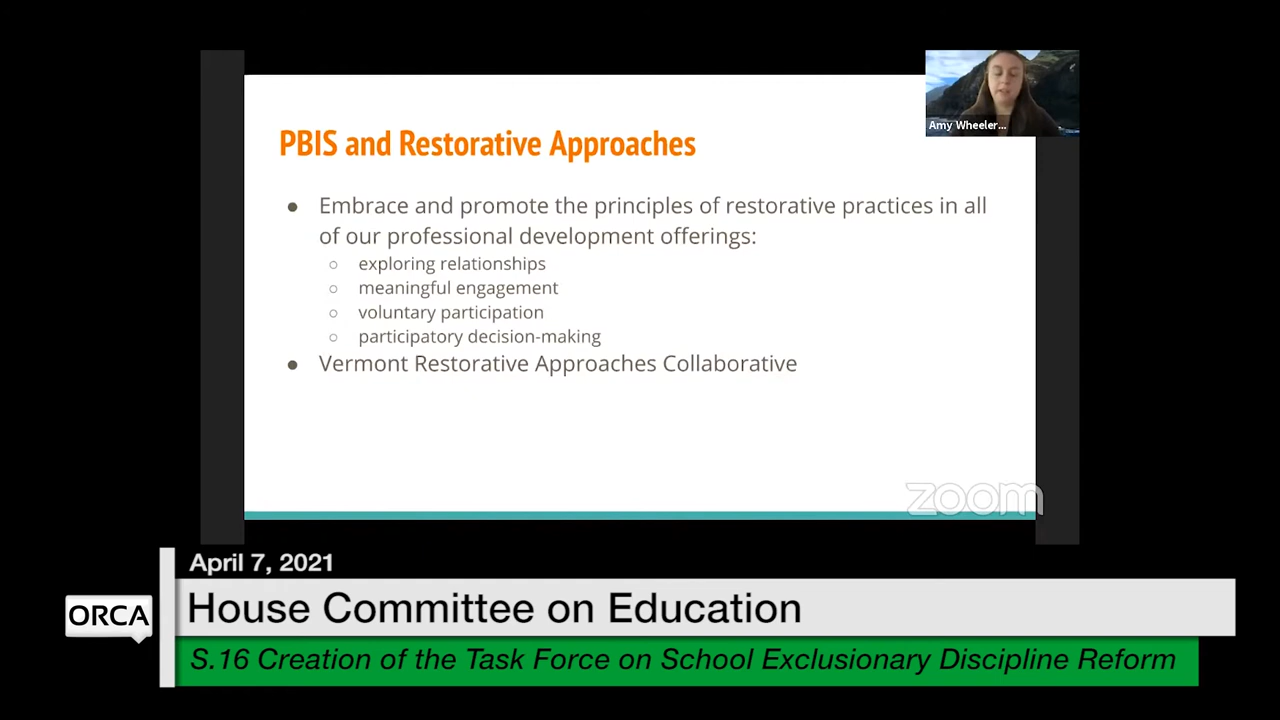 PBIS and Restorative Approaches
Amy Wheeler...
● Embrace and promote the principles of restorative practices in all
of our professional development offerings:
○ exploring relationships
○ meaningful engagement
○ voluntary participation
○ participatory decision-making
● Vermont Restorative Approaches Collaborative
zoom
April 7, 2021
ORCA
House Committee on Education
S.16 Creation of the Task Force on School Exclusionary Discipline Reform